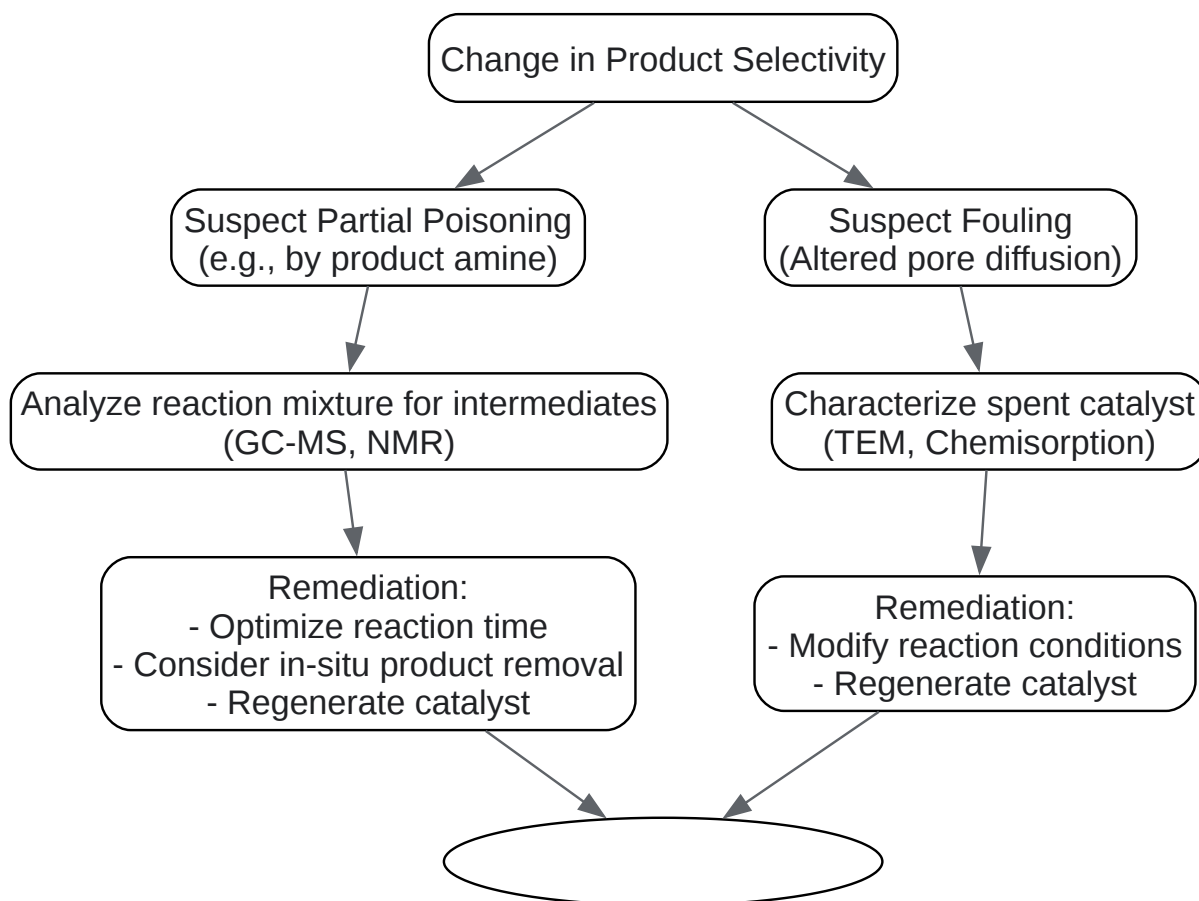 Change in Product Selectivity
Suspect Partial Poisoning
(e.g., by product amine)
Suspect Fouling
(Altered pore diffusion)
Analyze reaction mixture for intermediates
(GC-MS, NMR)
Characterize spent catalyst
(TEM, Chemisorption)
Remediation:
- Optimize reaction time
- Consider in-situ product removal
- Regenerate catalyst
Remediation:
- Modify reaction conditions
- Regenerate catalyst